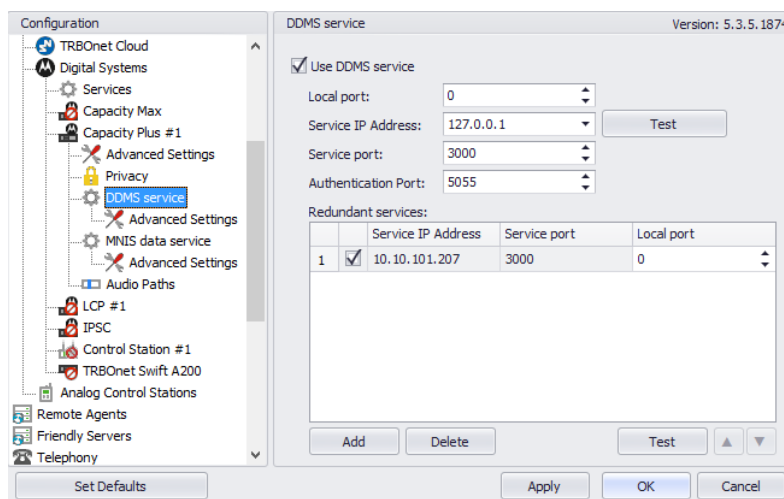 Configuration
TRBOnet Cloud
Digital Systems
Services
Capacity Max
Capacity Plus #1
Advanced Settings
Privacy
DDMS service
Advanced Settings
MNIS data service
Advanced Settings
Audio Paths
LCP #1
IPSC
Control Station #1
TRBOnet Swift A200
Analog Control Stations
Remote Agents
Friendly Servers
Telephony
Set Defaults
DDMS service Version: 5.3.5.1874
Use DDMS service
Local port: 0
Service IP Address: 127.0.0.1 Test
Service port: 3000
Authentication Port: 5055
Redundant services:
Service IP Address Service port Local port
1 10.10.101.207 3000 0
Add Delete Test
Apply OK Cancel